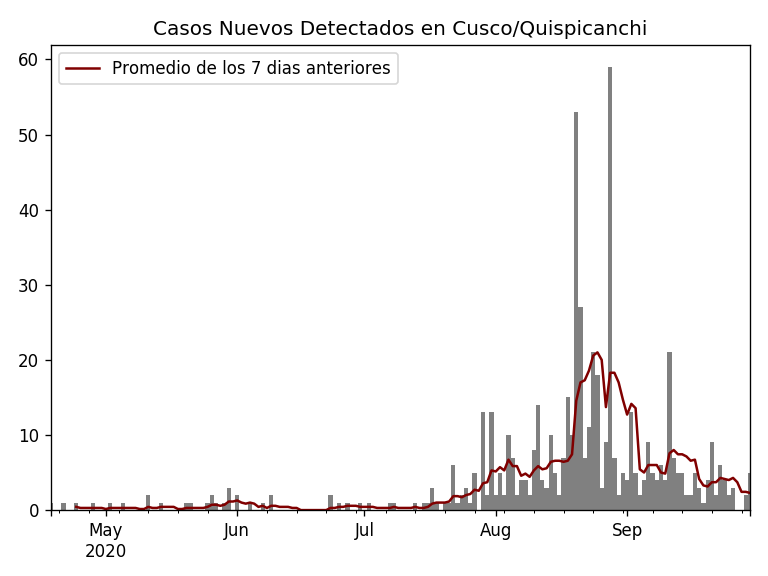 Casos Nuevos Detectados en Cusco/Quispicanchi
Promedio de los 7 dias anteriores
60
50
40
30
20
10
0
May Jun Jul Aug Sep
2020